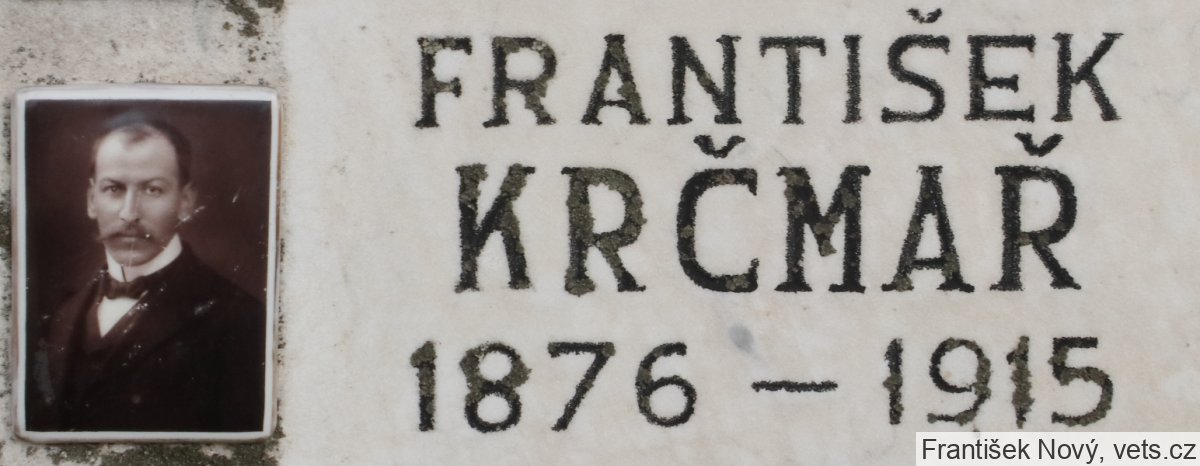 FRANTIŠEK
KRČMAŘ
1876 – 1915
František Nový, vets.cz